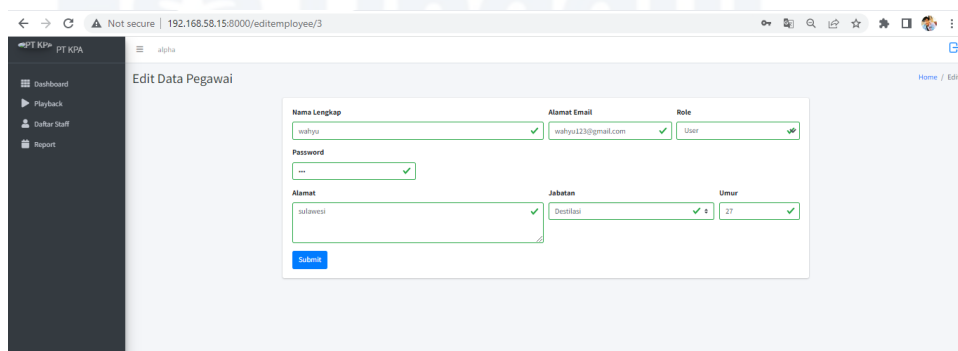 Not secure | 192.168.58.15:8000/editemployee/3
PT KPA
alpha
Dashboard
Playback
Daftar Staff
Report
Edit Data Pegawai
Home / Edi
Nama Lengkap
Alamat Email
Role
wahyu
wahyu123@gmail.com
User
Password
•••
Alamat
Jabatan
Umur
sulawesi
Destilasi
27
Submit